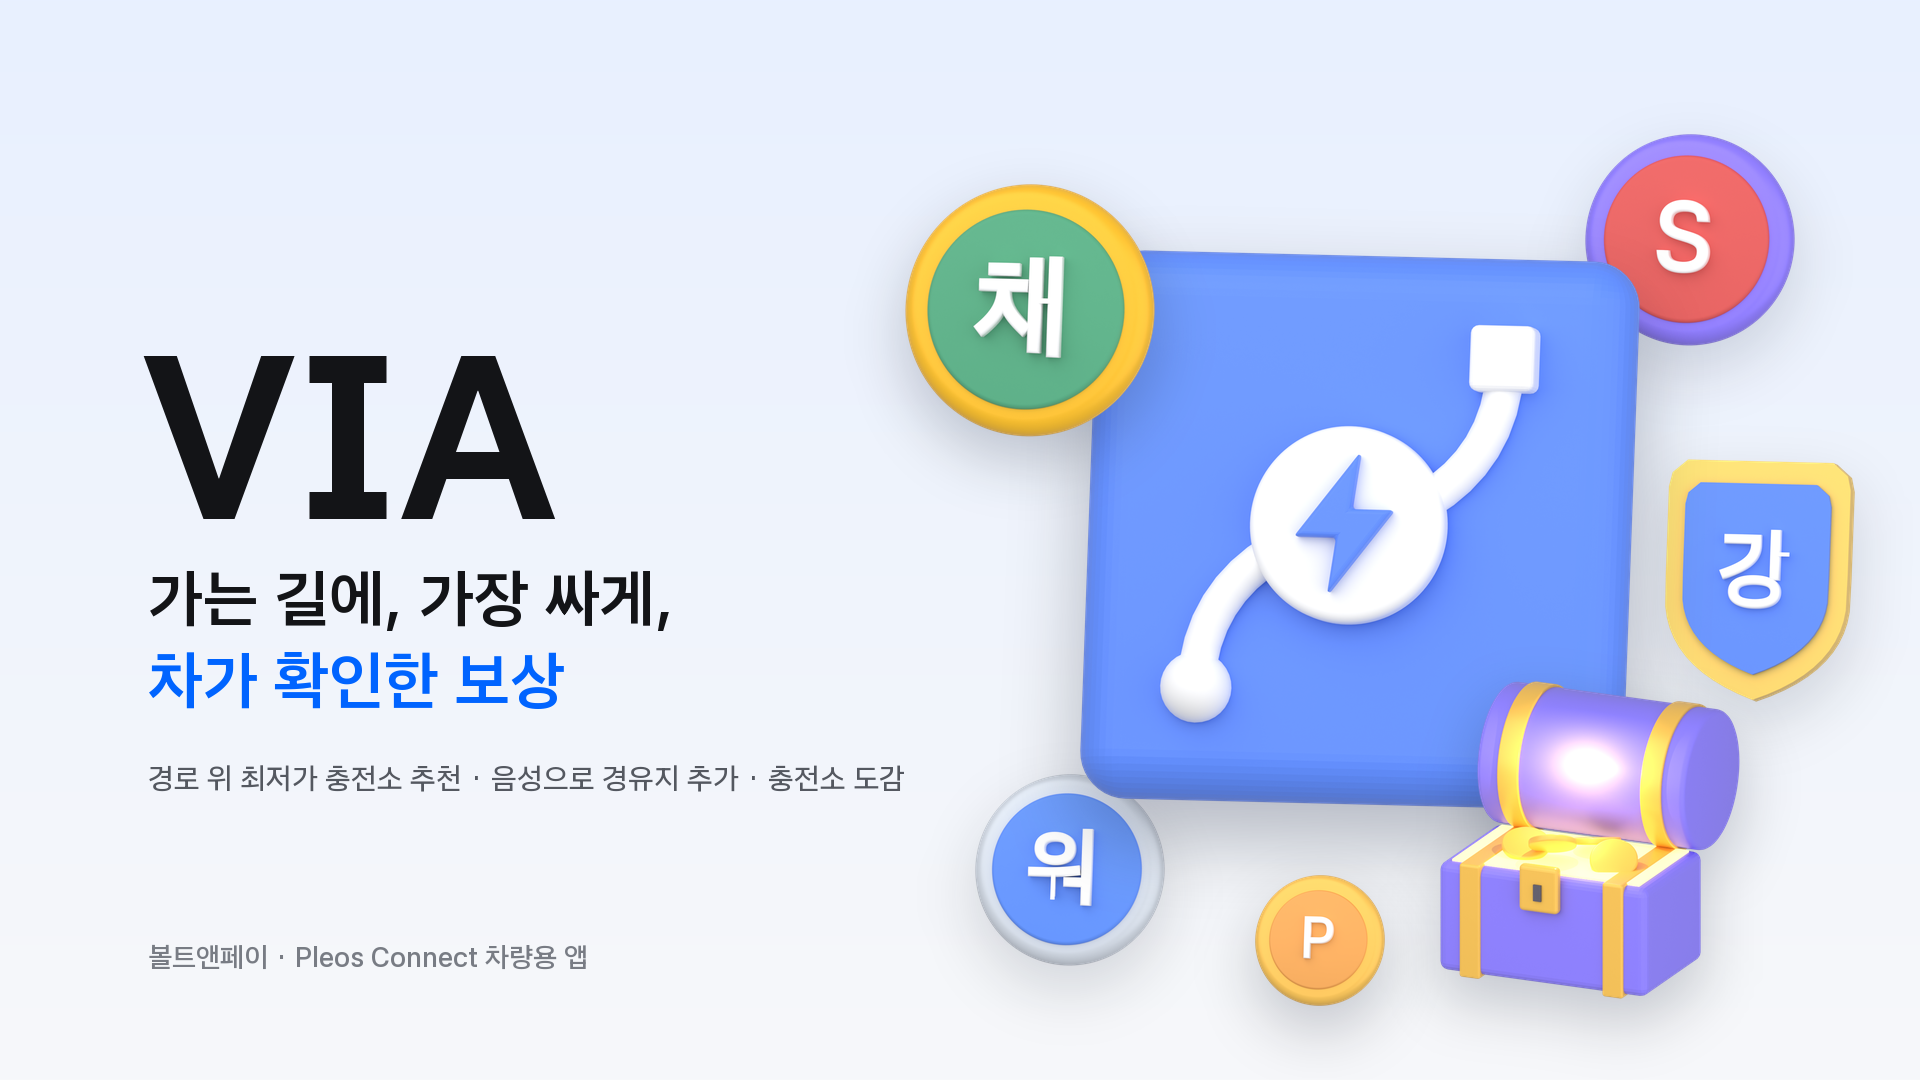 VIA
가는 길에, 가장 싸게,
차가 확인한 보상
경로 위 최저가 충전소 추천 · 음성으로 경유지 추가 · 충전소 도감
볼트앤페이 · Pleos Connect 차량용 앱
채
S
강
워
P